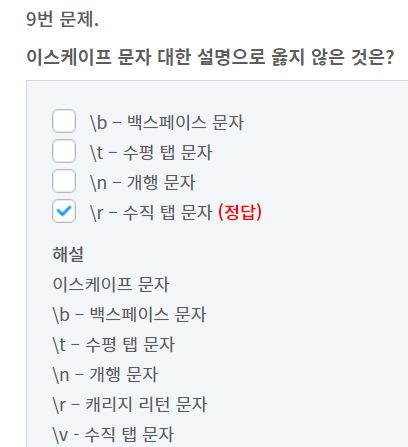 9번 문제.
이스케이프 문자 대한 설명으로 옳지 않은 것은?
\b – 백스페이스 문자
\t – 수평 탭 문자
\n – 개행 문자
\r – 수직 탭 문자 (정답)
해설
이스케이프 문자
\b – 백스페이스 문자
\t – 수평 탭 문자
\n – 개행 문자
\r – 캐리지 리턴 문자
\v - 수직 탭 문자